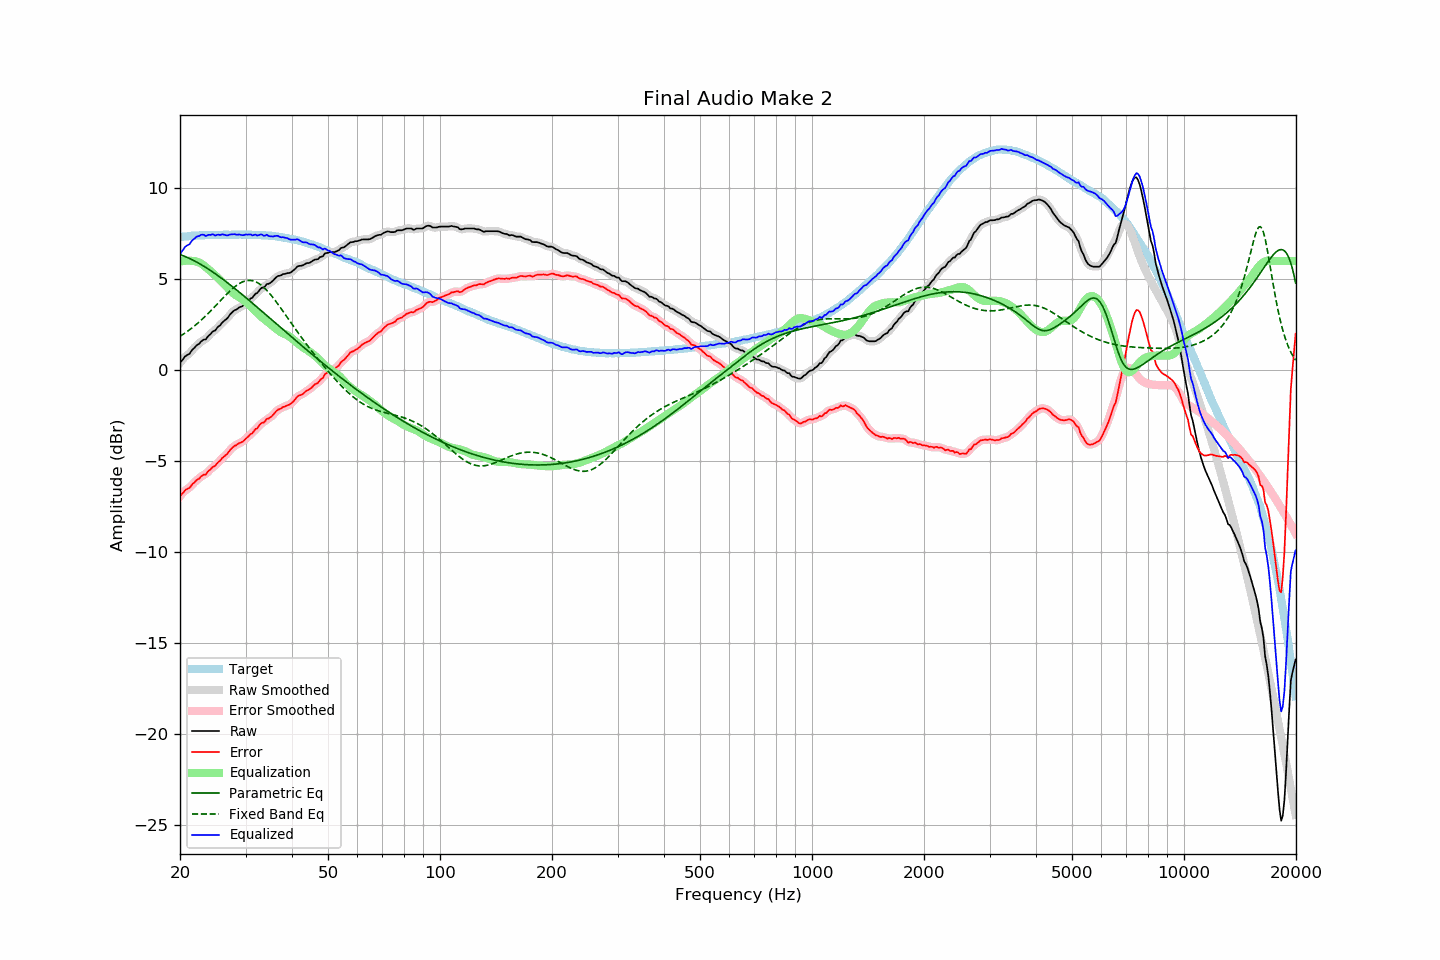 Final Audio Make 2
Amplitude (dBr)
10
5
0
−5
−10
−15
−20
−25
Target
Raw Smoothed
Error Smoothed
Raw
Error
Equalization
Parametric Eq
Fixed Band Eq
Equalized
20 50 100 200 500 1000 2000 5000 10000 20000
Frequency (Hz)